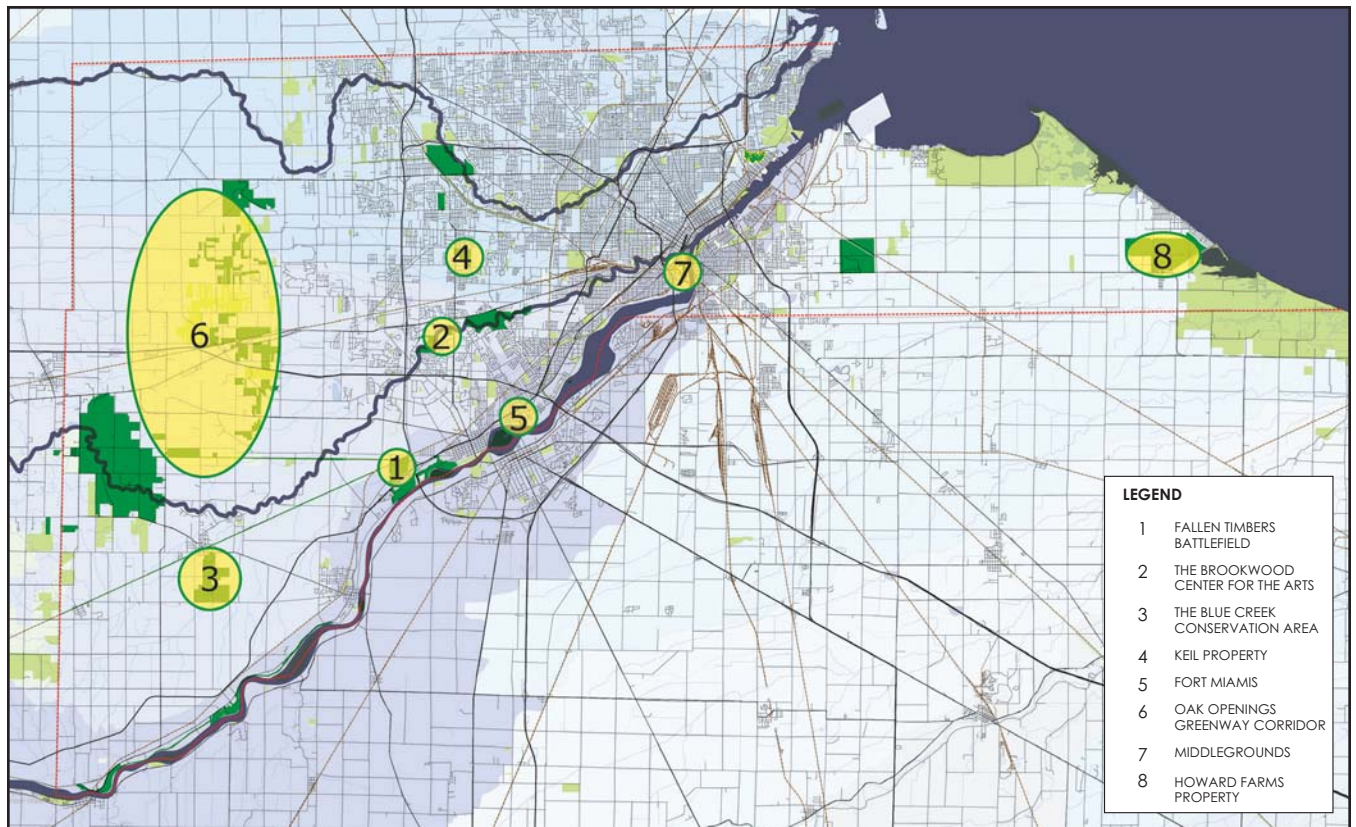 4
8
7
6
2
5
1
3
LEGEND
1 FALLEN TIMBERS
BATTLEFIELD
2 THE BROOKWOOD
CENTER FOR THE ARTS
3 THE BLUE CREEK
CONSERVATION AREA
4 KEIL PROPERTY
5 FORT MIAMIS
6 OAK OPENINGS
GREENWAY CORRIDOR
7 MIDDLEGROUNDS
8 HOWARD FARMS
PROPERTY